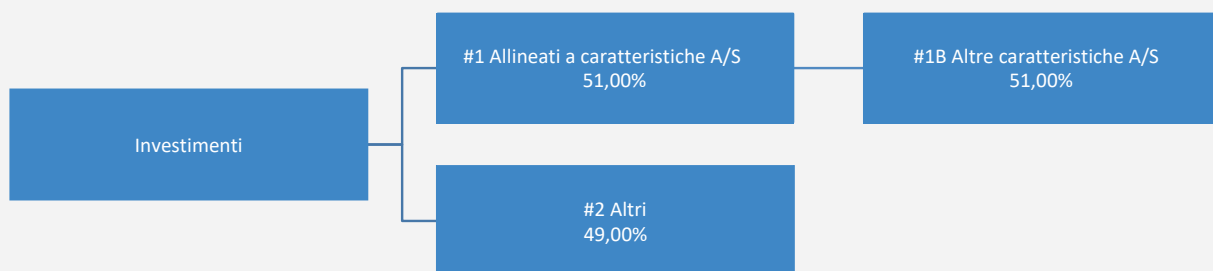 #1 Allineati a caratteristiche A/S
51,00%
#1B Altre caratteristiche A/S
51,00%
Investimenti
#2 Altri
49,00%